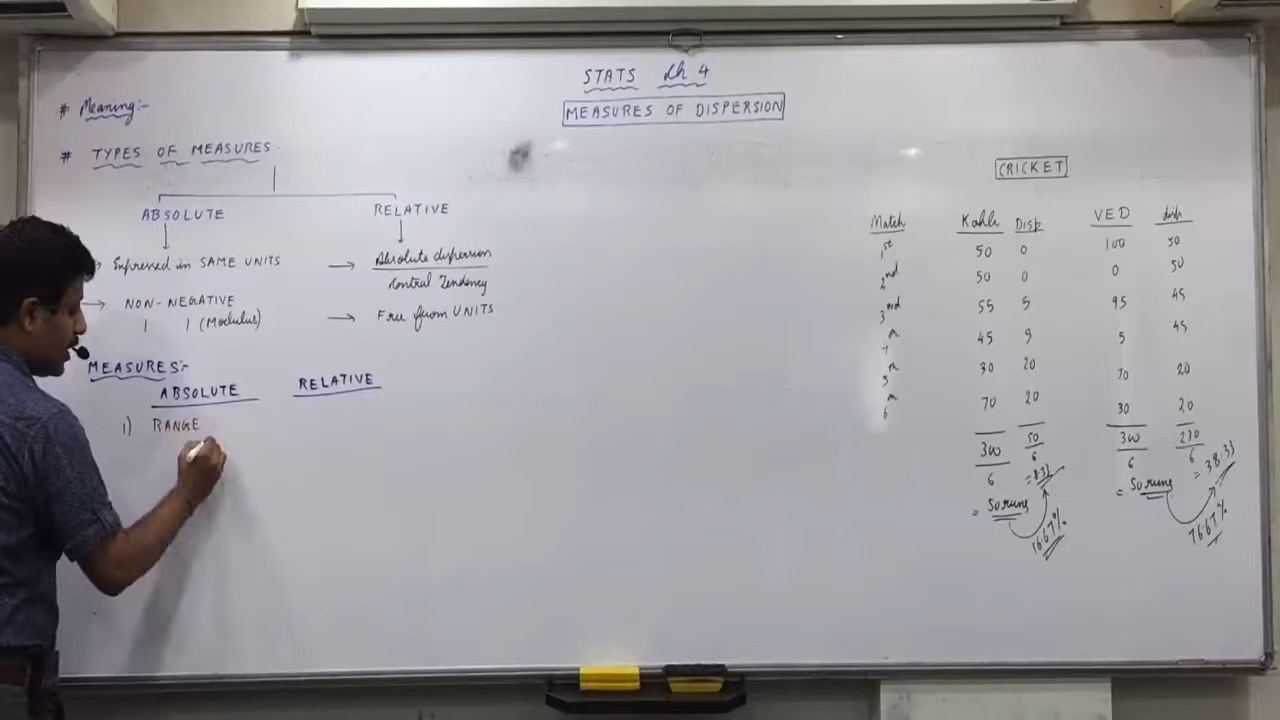 STATS Ch 4
MEASURES OF DISPERSION
# Meaning:-
# TYPES OF MEASURES
ABSOLUTE RELATIVE
Expressed in SAME UNITS → Absolute dispersion
Central Tendency
→ NON-NEGATIVE → Free from UNITS
| | (Modulus)
MEASURES:-
ABSOLUTE RELATIVE
1) RANGE
CRICKET
Match Kohli Disp VED disp
1st 50 0 100 50
2nd 50 0 0 50
3rd 55 5 95 45
45 5 5 45
5th 30 20 70 20
6 70 20 30 20
300 50 300 230
6 6 6 6
= 50 runs = 8.33 = 50 runs = 38.33
16.67% 76.67%